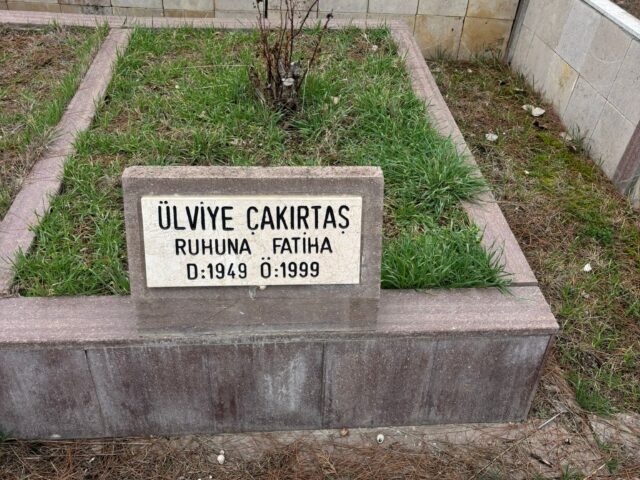 ÜLVİYE ÇAKIRTAŞ
RUHUNA FATİHA
D:1949 Ö:1999